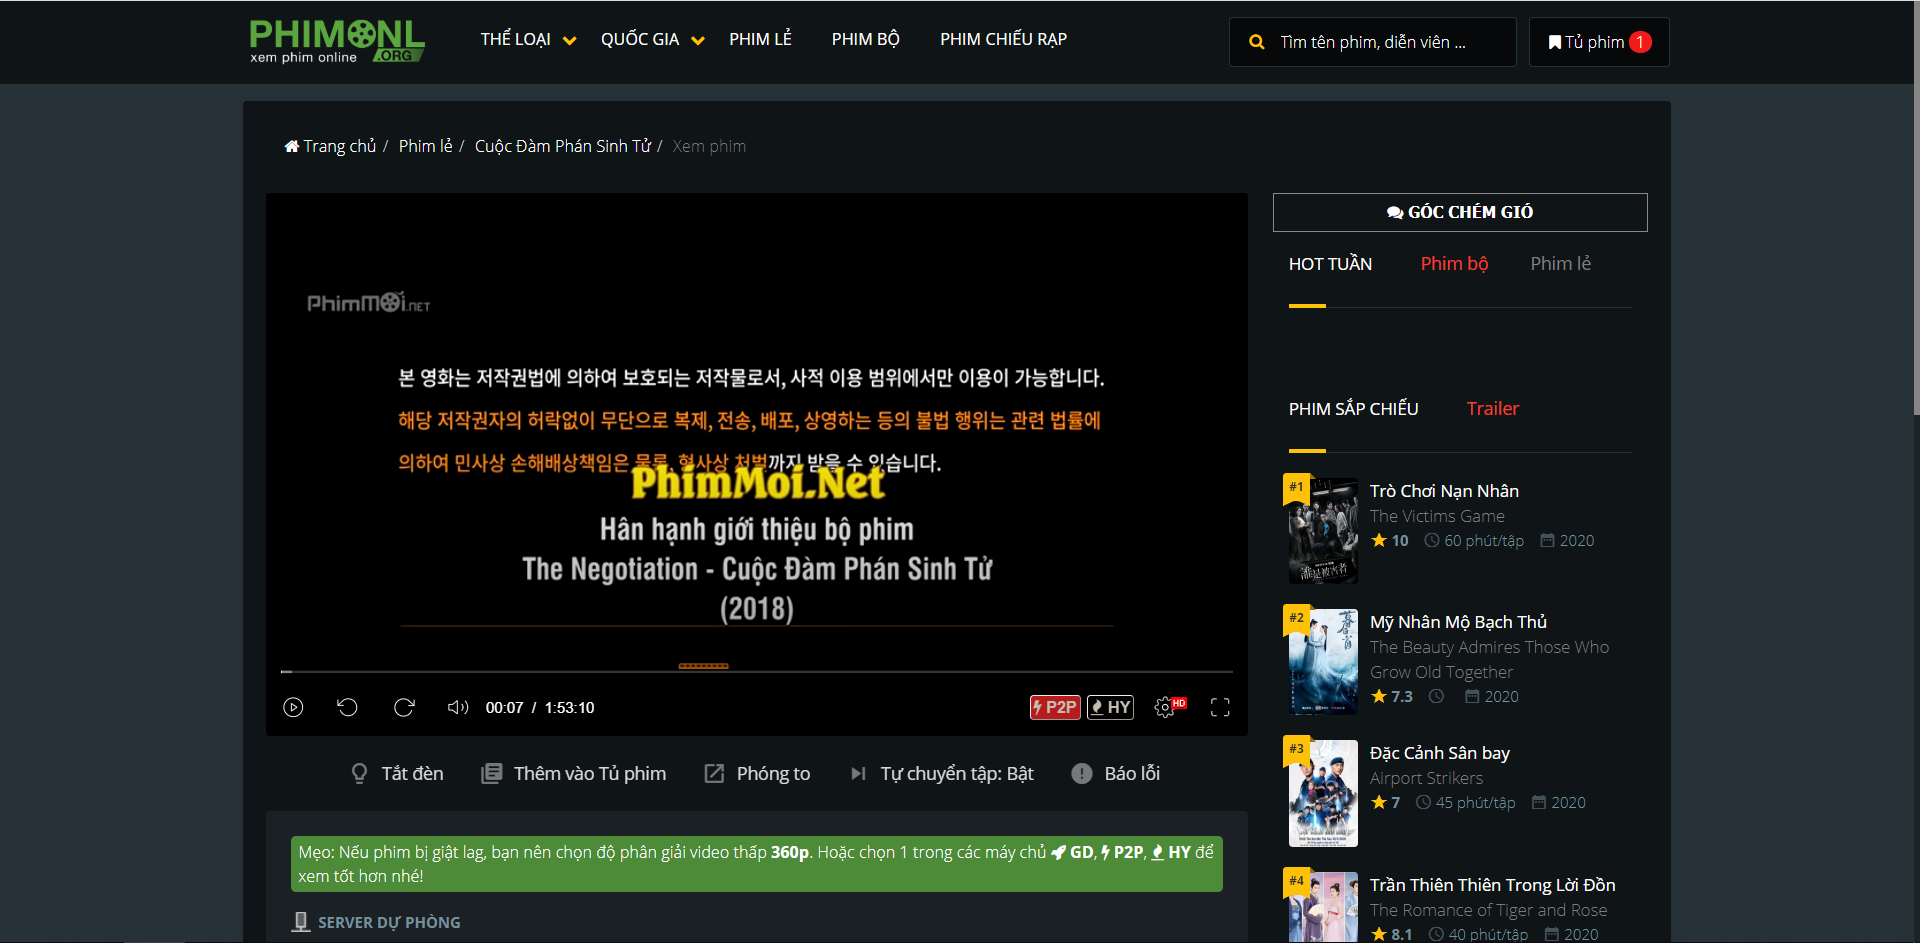 PHIMONL
xem phim online .ORG
THỂ LOẠI QUỐC GIA PHIM LẺ PHIM BỘ PHIM CHIẾU RẠP
Tìm tên phim, diễn viên ...
Tủ phim 1
Trang chủ / Phim lẻ / Cuộc Đàm Phán Sinh Tử / Xem phim
PhimMoi.NET
본 영화는 저작권법에 의하여 보호되는 저작물로서, 사적 이용 범위에서만 이용이 가능합니다.
해당 저작권자의 허락없이 무단으로 복제, 전송, 배포, 상영하는 등의 불법 행위는 관련 법률에
의하여 민사상 손해배상책임은 물론, 형사상 처벌까지 받을 수 있습니다.
PhimMoi.Net
Hân hạnh giới thiệu bộ phim
The Negotiation - Cuộc Đàm Phán Sinh Tử
(2018)
00:07 / 1:53:10
P2P HY HD
Tắt đèn Thêm vào Tủ phim Phóng to Tự chuyển tập: Bật Báo lỗi
Mẹo: Nếu phim bị giật lag, bạn nên chọn độ phân giải video thấp 360p. Hoặc chọn 1 trong các máy chủ GD, P2P, HY để
xem tốt hơn nhé!
SERVER DỰ PHÒNG
GÓC CHÉM GIÓ
HOT TUẦN Phim bộ Phim lẻ
PHIM SẮP CHIẾU Trailer
#1
Trò Chơi Nạn Nhân
The Victims Game
10 60 phút/tập 2020
誰是被害者
#2
Mỹ Nhân Mộ Bạch Thủ
The Beauty Admires Those Who
Grow Old Together
7.3 2020
#3
Đặc Cảnh Sân bay
Airport Strikers
7 45 phút/tập 2020
#4
Trần Thiên Thiên Trong Lời Đồn
The Romance of Tiger and Rose
8.1 40 phút/tập 2020